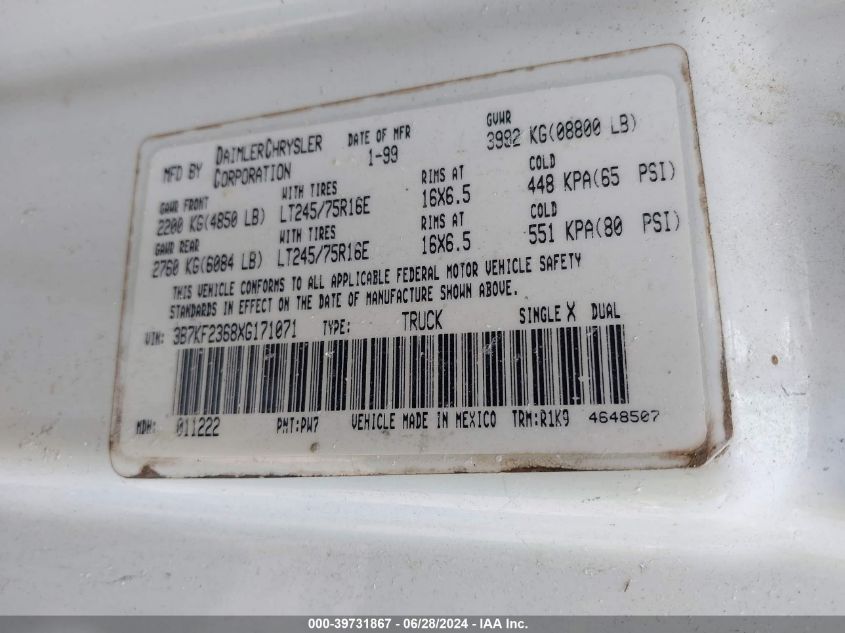 MFD BY DAIMLERCHRYSLER CORPORATION DATE OF MFR 1-99 GVWR 3992 KG(08800 LB)
GAWR FRONT WITH TIRES RIMS AT COLD
2200 KG(4850 LB) LT245/75R16E 16X6.5 448 KPA(65 PSI)
GAWR REAR WITH TIRES RIMS AT COLD
2760 KG(6084 LB) LT245/75R16E 16X6.5 551 KPA(80 PSI)
THIS VEHICLE CONFORMS TO ALL APPLICABLE FEDERAL MOTOR VEHICLE SAFETY
STANDARDS IN EFFECT ON THE DATE OF MANUFACTURE SHOWN ABOVE.
VIN: 3B7KF2368XG171071 TYPE: TRUCK SINGLE X DUAL
MDH: 011222 PNT:PW7 VEHICLE MADE IN MEXICO TRM:R1K9 4648507
000-39731867 - 06/28/2024 - IAA Inc.